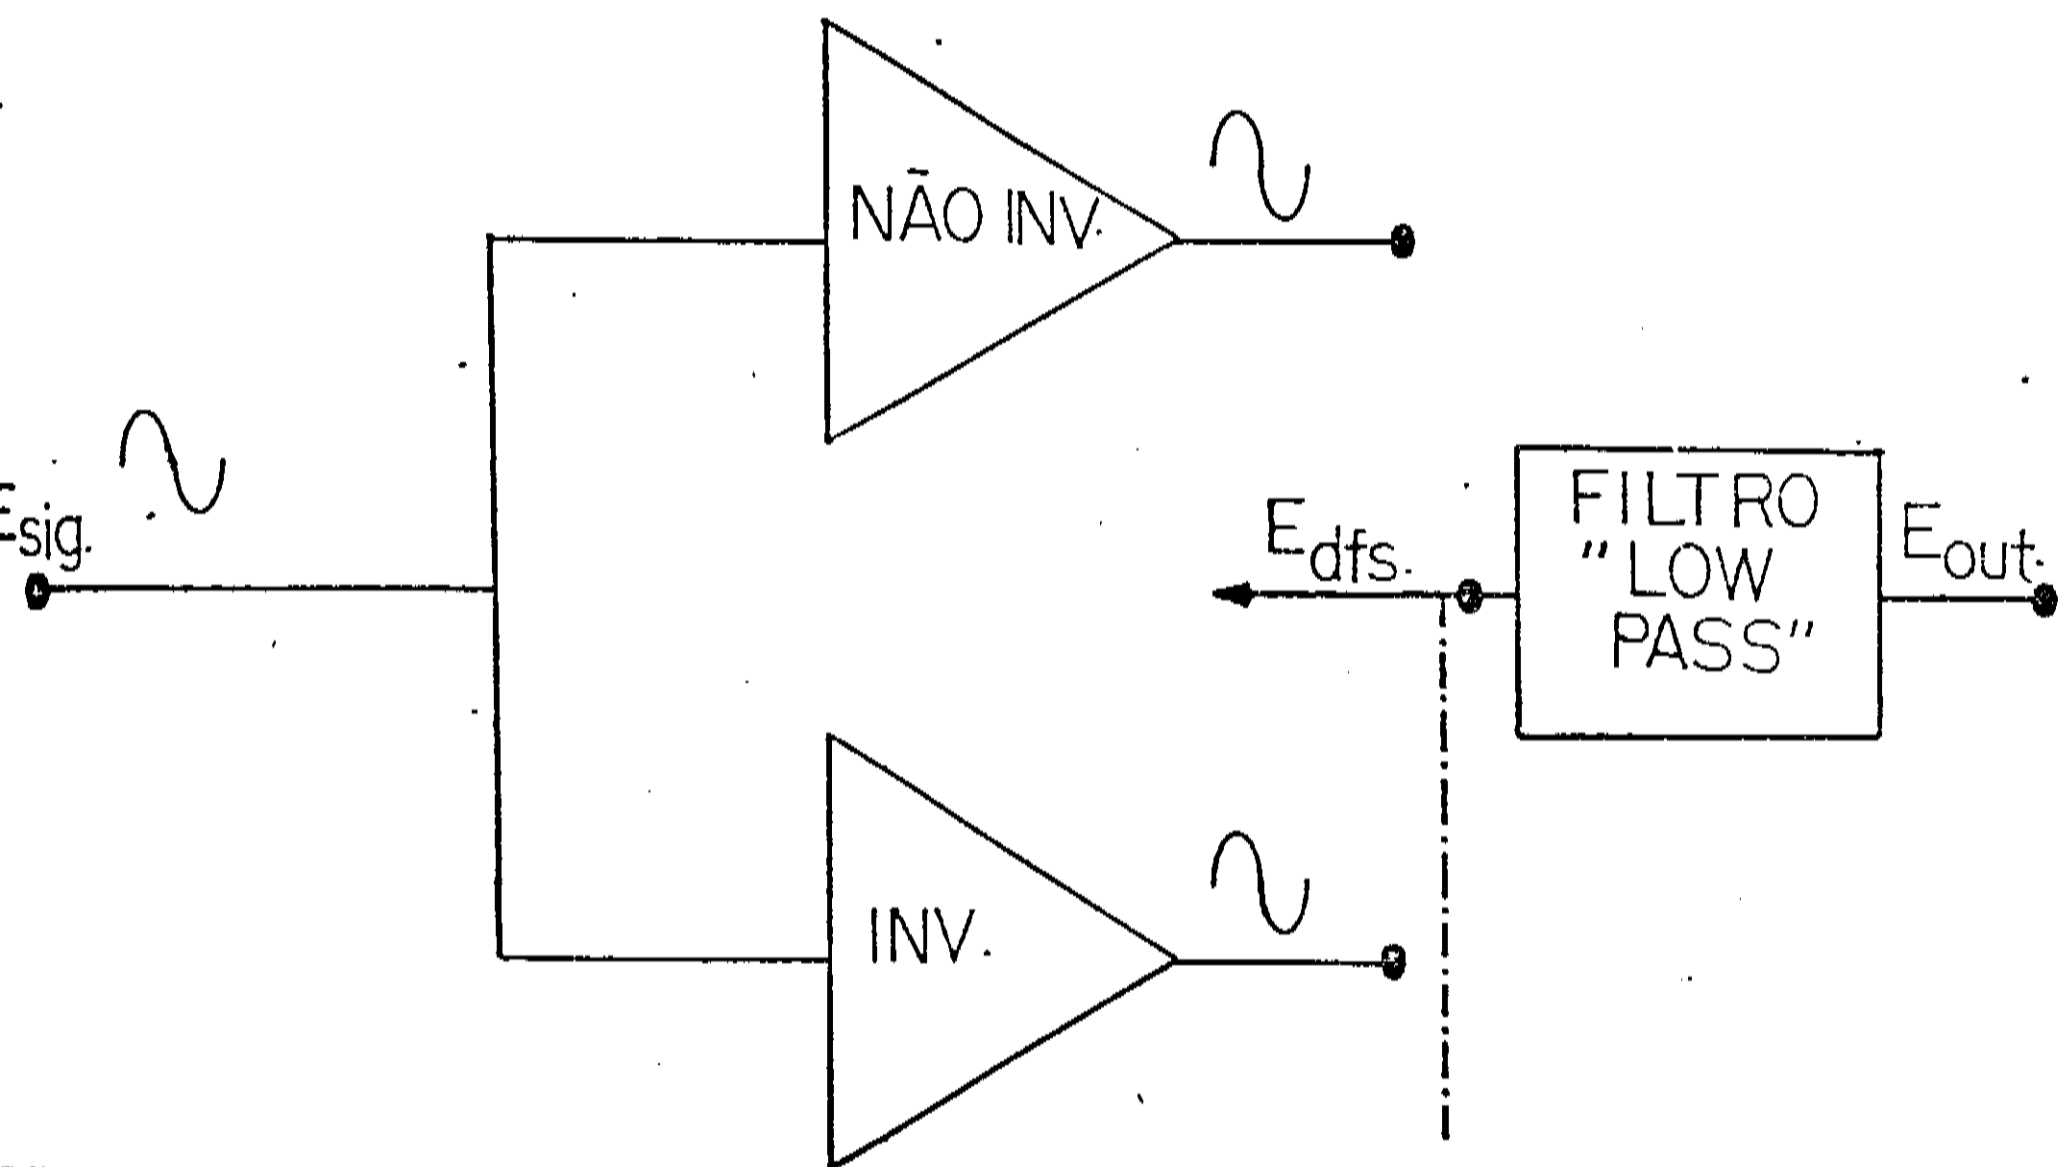 NÃO INV.
Esig.
Edfs.
FILTRO
"LOW
PASS"
Eout.
INV.